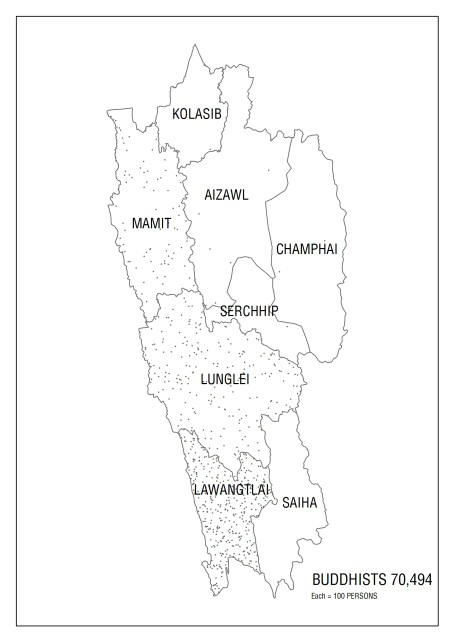 KOLASIB
AIZAWL
MAMIT
CHAMPHAI
SERCHHIP
LUNGLEI
LAWANGTLAI
SAIHA
BUDDHISTS 70,494
Each = 100 PERSONS